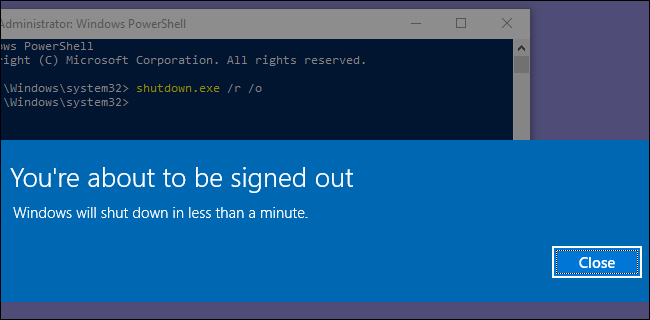 Administrator: Windows PowerShell
ws PowerShell
right (C) Microsoft Corporation. All rights reserved.
\Windows\system32> shutdown.exe /r /o
\Windows\system32>
You're about to be signed out
Windows will shut down in less than a minute.
Close